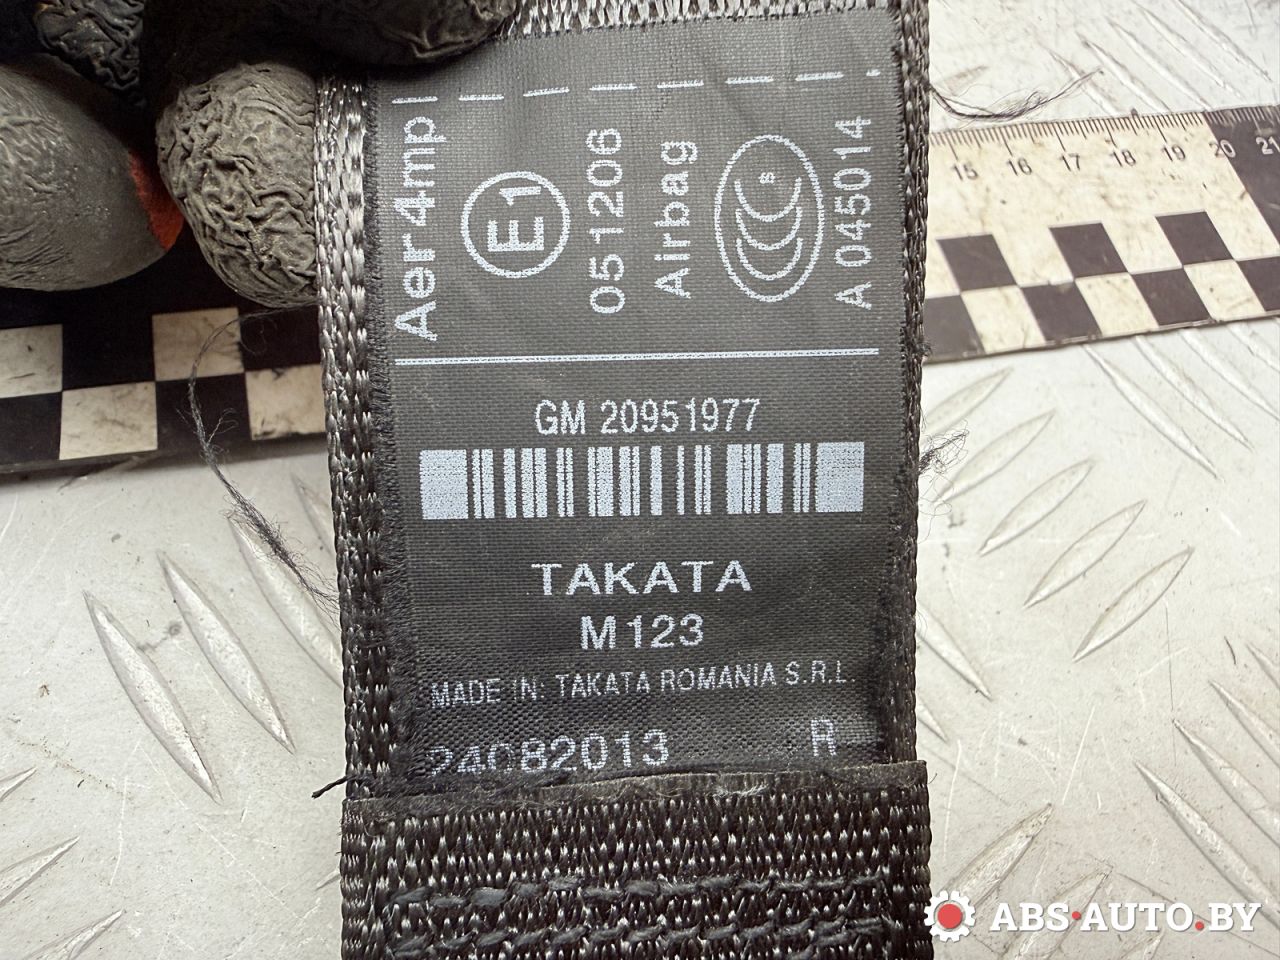 Aer4mp
E1
051206
Airbag
S
A 045014
15 16 17 18 19 20 21
GM 20951977
TAKATA
M123
MADE IN: TAKATA ROMANIA S.R.L
24082013 R
ABS-AUTO.BY